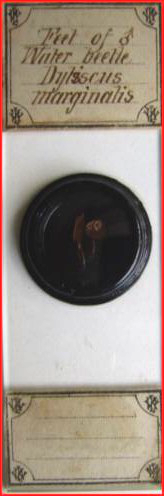 Feet of ♂
Water beetle
Dytiscus
marginalis